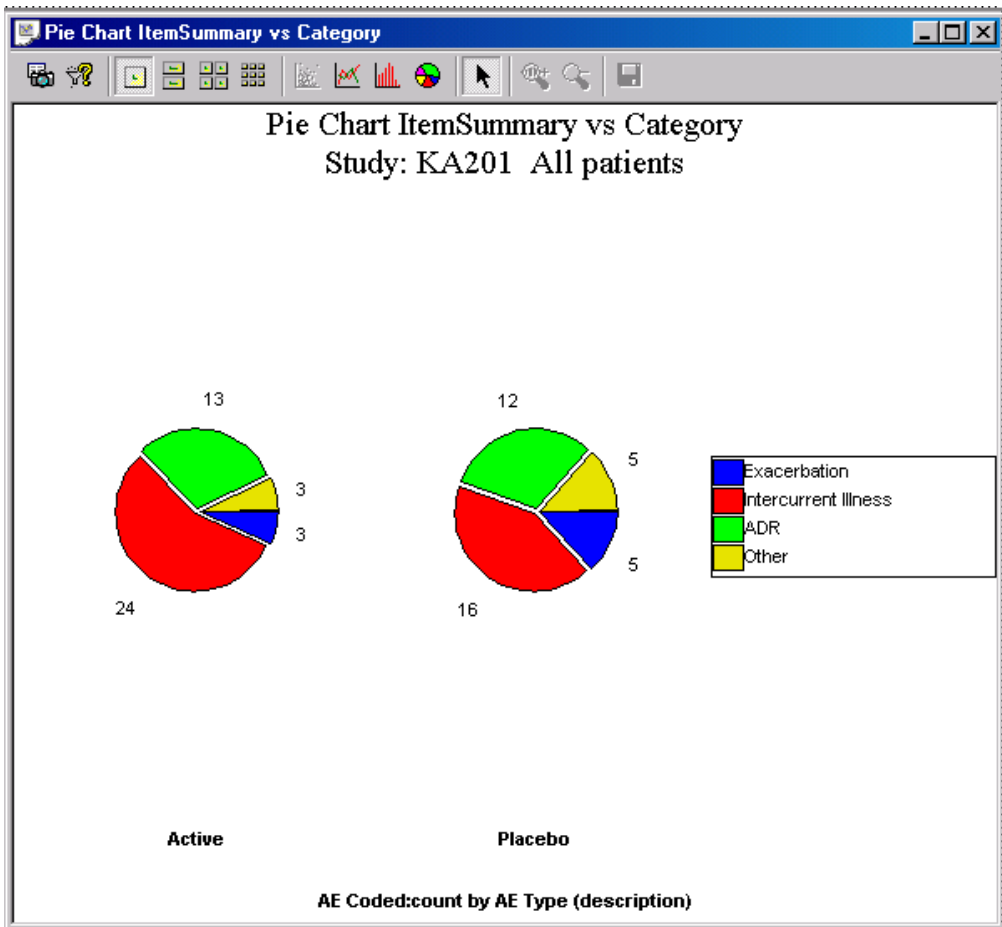 Pie Chart ItemSummary vs Category
Pie Chart ItemSummary vs Category
Study: KA201 All patients
13
3
3
24
12
5
5
16
Exacerbation
Intercurrent Illness
ADR
Other
Active
Placebo
AE Coded:count by AE Type (description)